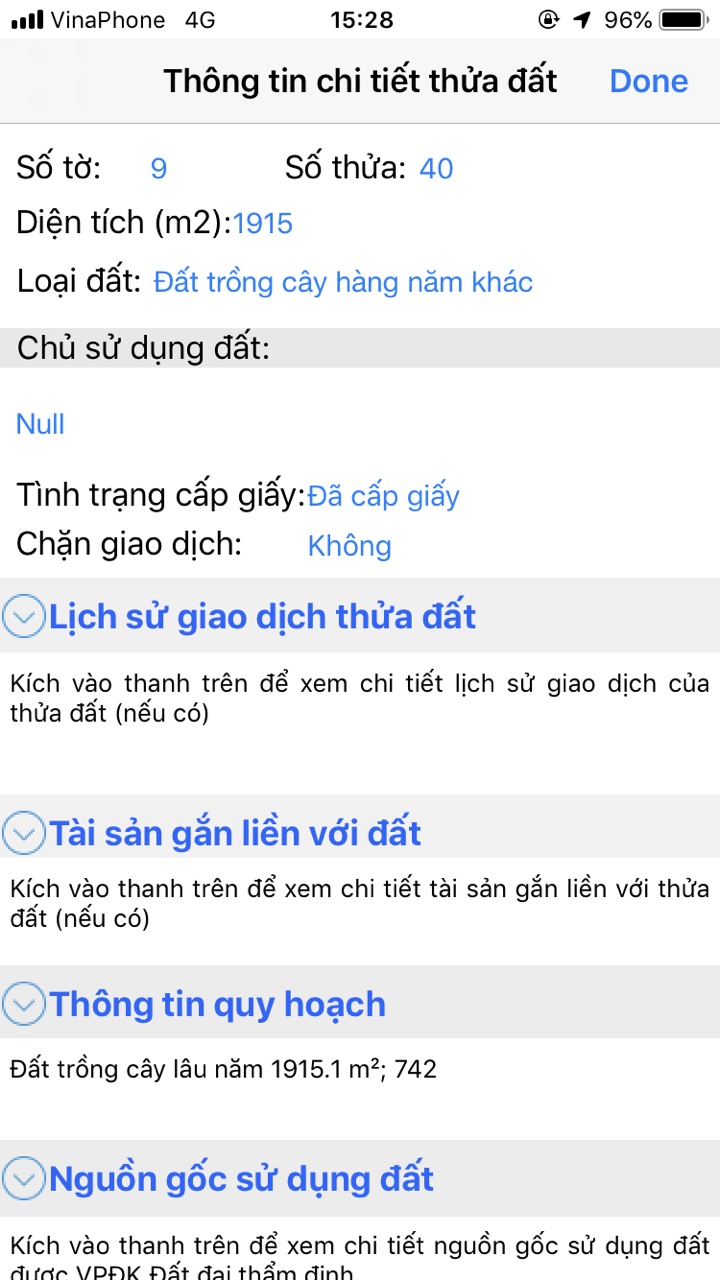 VinaPhone 4G 15:28 96%
Thông tin chi tiết thửa đất Done
Số tờ: 9 Số thửa: 40
Diện tích (m2):1915
Loại đất: Đất trồng cây hàng năm khác
Chủ sử dụng đất:
Null
Tình trạng cấp giấy:Đã cấp giấy
Chặn giao dịch: Không
Lịch sử giao dịch thửa đất
Kích vào thanh trên để xem chi tiết lịch sử giao dịch của
thửa đất (nếu có)
Tài sản gắn liền với đất
Kích vào thanh trên để xem chi tiết tài sản gắn liền với thửa
đất (nếu có)
Thông tin quy hoạch
Đất trồng cây lâu năm 1915.1 m²; 742
Nguồn gốc sử dụng đất
Kích vào thanh trên để xem chi tiết nguồn gốc sử dụng đất
được VPĐK Đất đai thẩm định